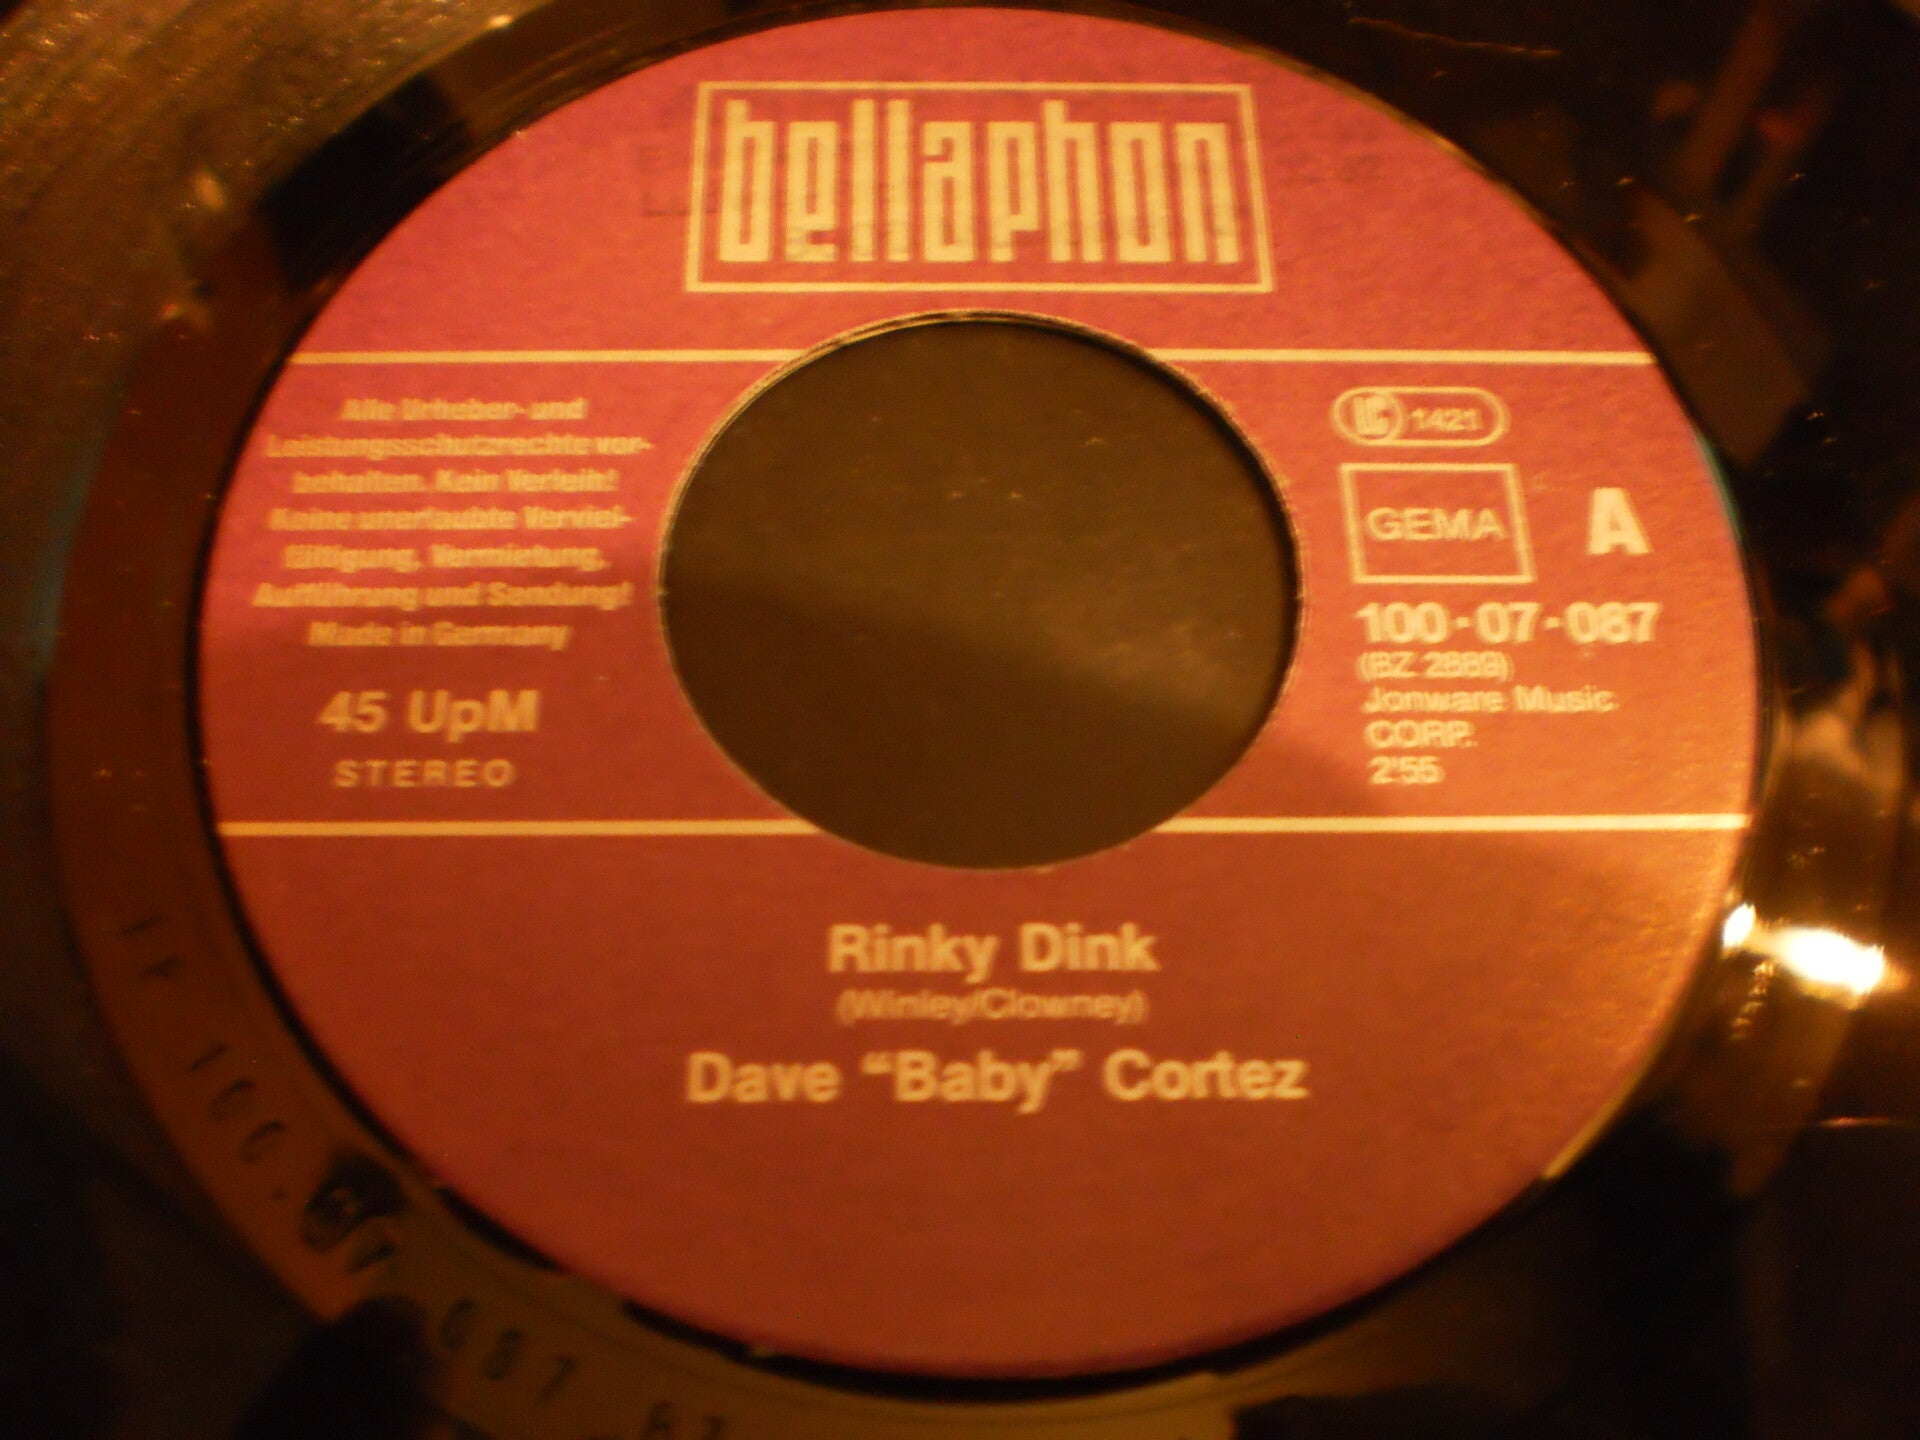 bellaphon
Alle Urheber- und
Leistungsschutzrechte vor-
behalten. Kein Verleih!
Keine unerlaubte Verviel-
fältigung, Vermietung,
Aufführung und Sendung!
Made in Germany
45 UpM
STEREO
LC 1421
GEMA
A
100-07-087
(BZ 2889)
Jonware Music
CORP.
2'55
Rinky Dink
(Winley/Clowney)
Dave “Baby” Cortez